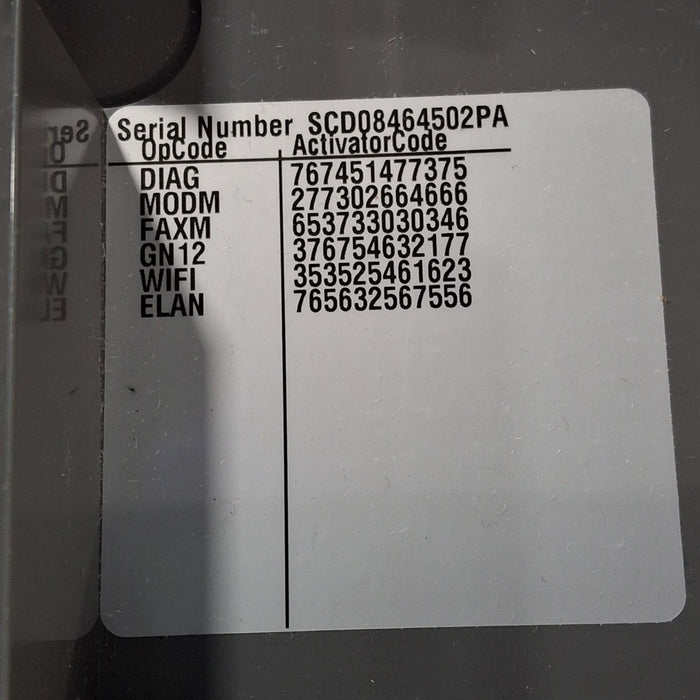 Serial Number SCD08464502PA
OpCode ActivatorCode
DIAG 767451477375
MODM 277302664666
FAXM 653733030346
GN12 376754632177
WIFI 353525461623
ELAN 765632567556